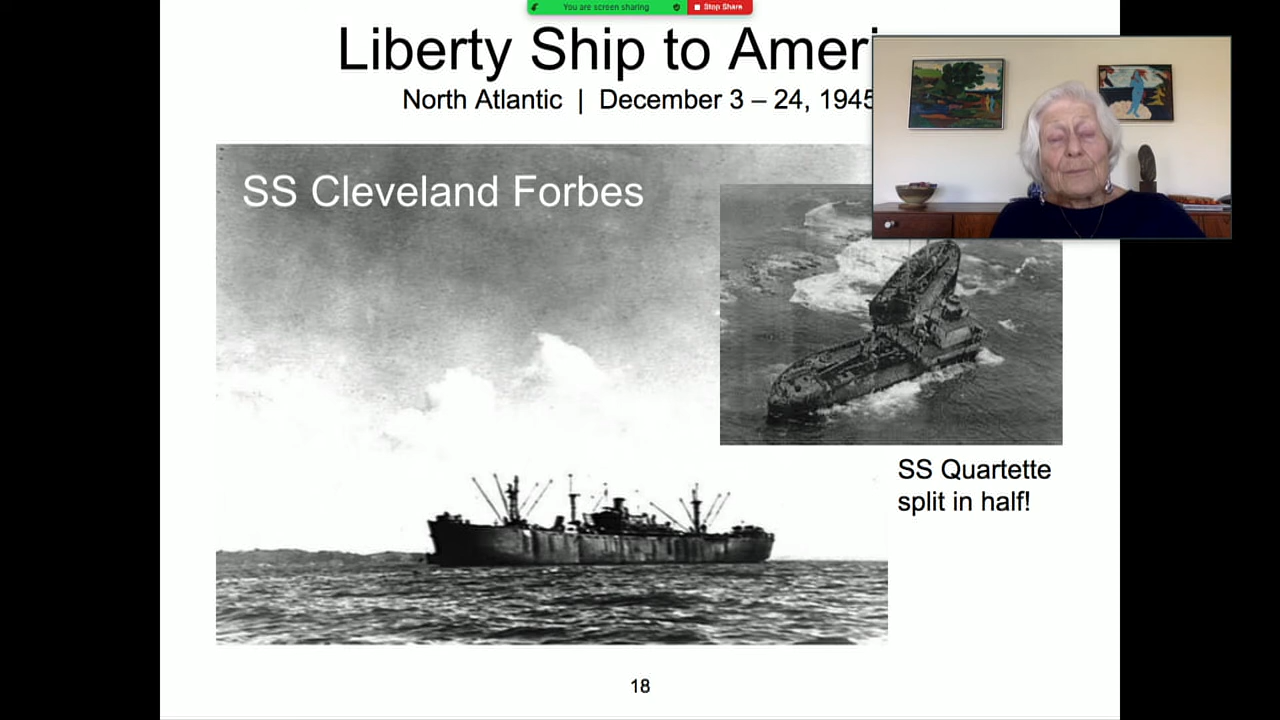 You are screen sharing
Stop Share
Liberty Ship to Ameri
North Atlantic | December 3 – 24, 1945
SS Cleveland Forbes
SS Quartette
split in half!
18